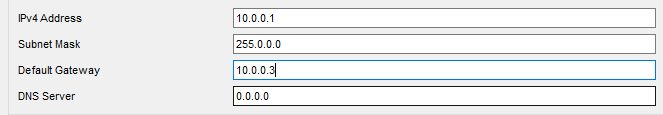 IPv4 Address 10.0.0.1
Subnet Mask 255.0.0.0
Default Gateway 10.0.0.3
DNS Server 0.0.0.0